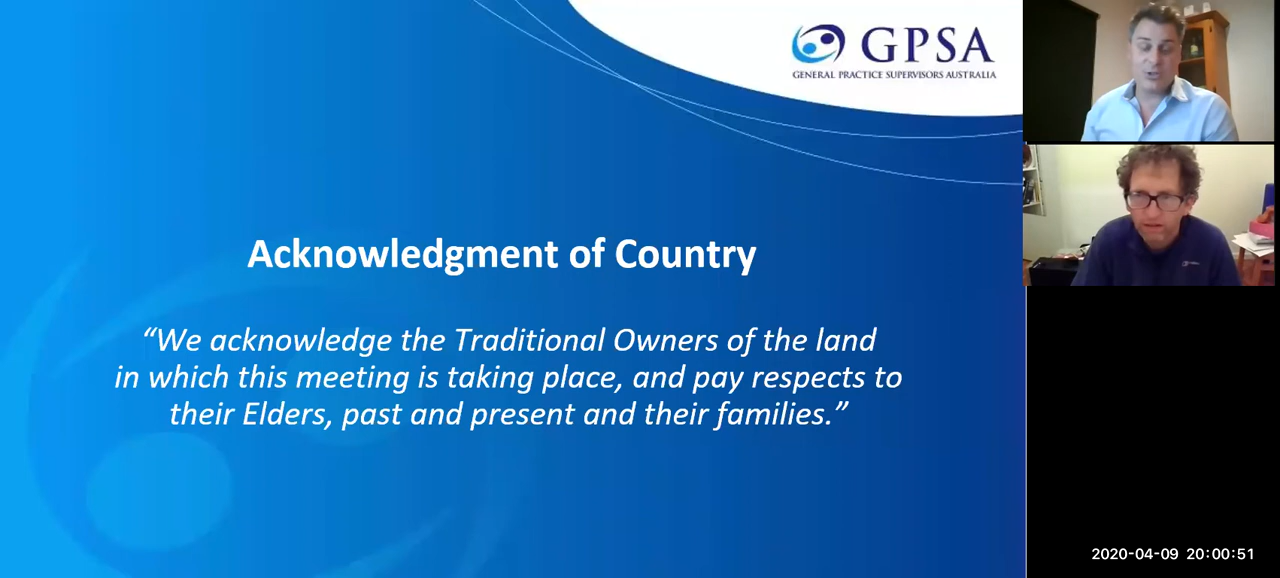 GPSA
GENERAL PRACTICE SUPERVISORS AUSTRALIA
Acknowledgment of Country
“We acknowledge the Traditional Owners of the land
in which this meeting is taking place, and pay respects to
their Elders, past and present and their families.”
2020-04-09 20:00:51